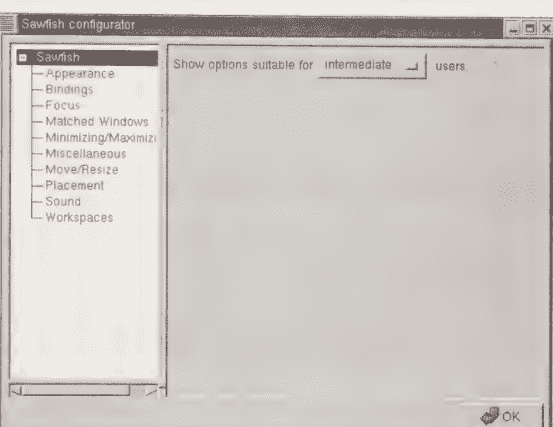 Sawfish configurator
Sawfish
Appearance
Bindings
Focus
Matched Windows
Minimizing/Maximizi
Miscellaneous
Move/Resize
Placement
Sound
Workspaces
Show options suitable for intermediate users.
OK